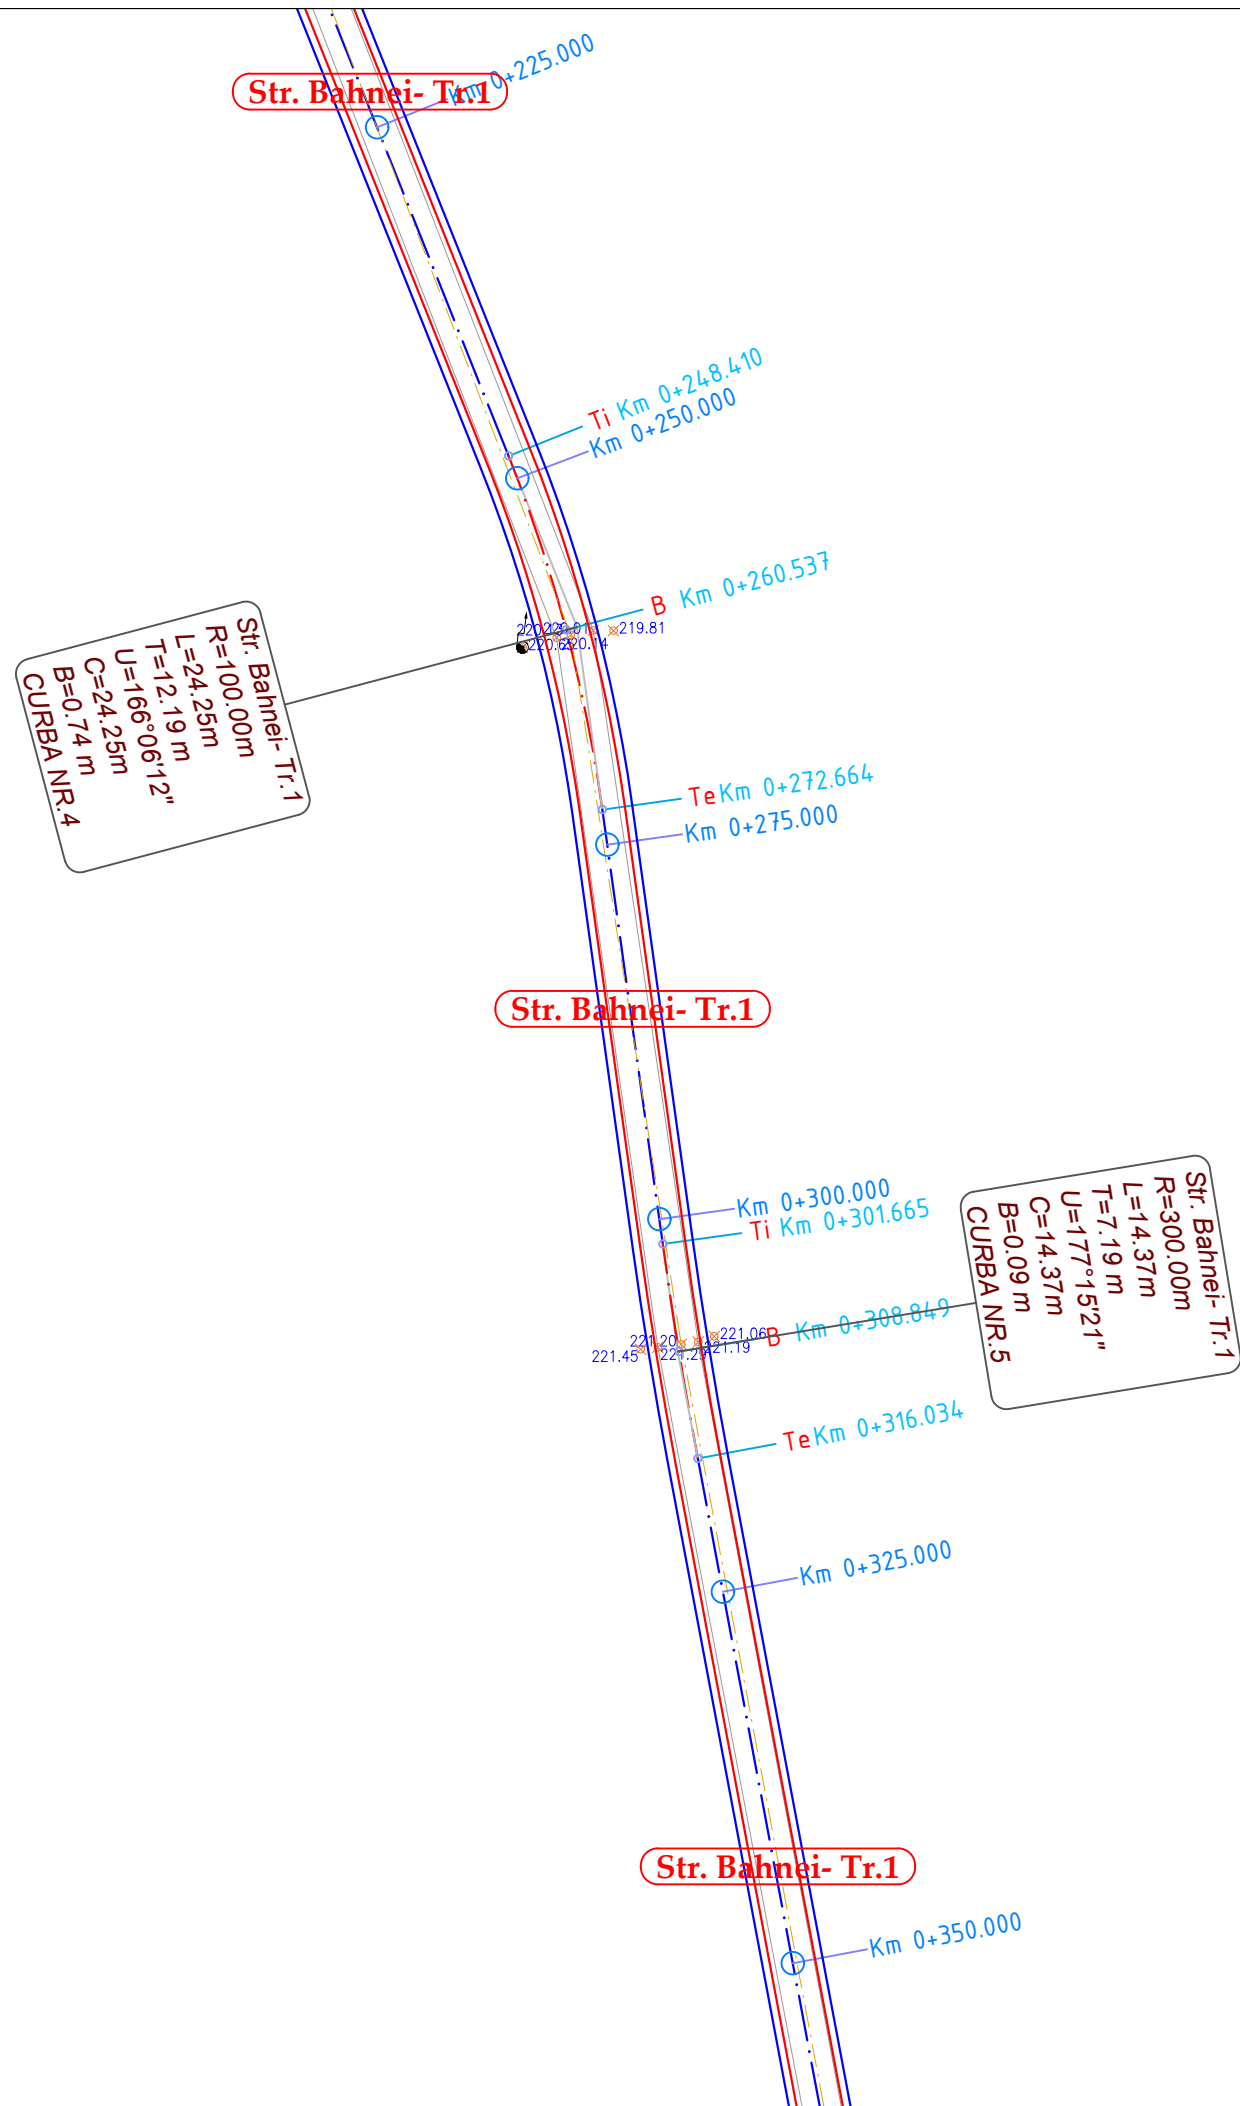 Km 0+225.000
Str. Bahnei- Tr.1
Ti Km 0+248.410
Km 0+250.000
B Km 0+260.537
219.81
220.14
Str. Bahnei- Tr.1
R=100.00m
L=24.25m
T=12.19 m
U=166°06'12"
C=24.25m
B=0.74 m
CURBA NR.4
Te Km 0+272.664
Km 0+275.000
Str. Bahnei- Tr.1
Km 0+300.000
Ti Km 0+301.665
B Km 0+308.849
221.20
221.06
221.45
221.19
Str. Bahnei- Tr.1
R=300.00m
L=14.37m
T=7.19 m
U=177°15'21"
C=14.37m
B=0.09 m
CURBA NR.5
Te Km 0+316.034
Km 0+325.000
Str. Bahnei- Tr.1
Km 0+350.000